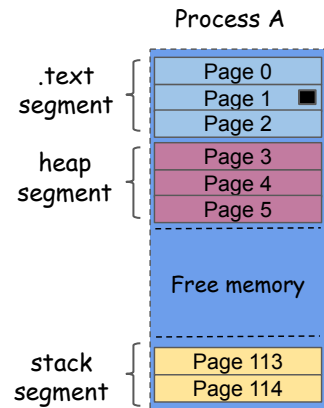 Process A
.text
segment
Page 0
Page 1
Page 2
heap
segment
Page 3
Page 4
Page 5
Free memory
stack
segment
Page 113
Page 114